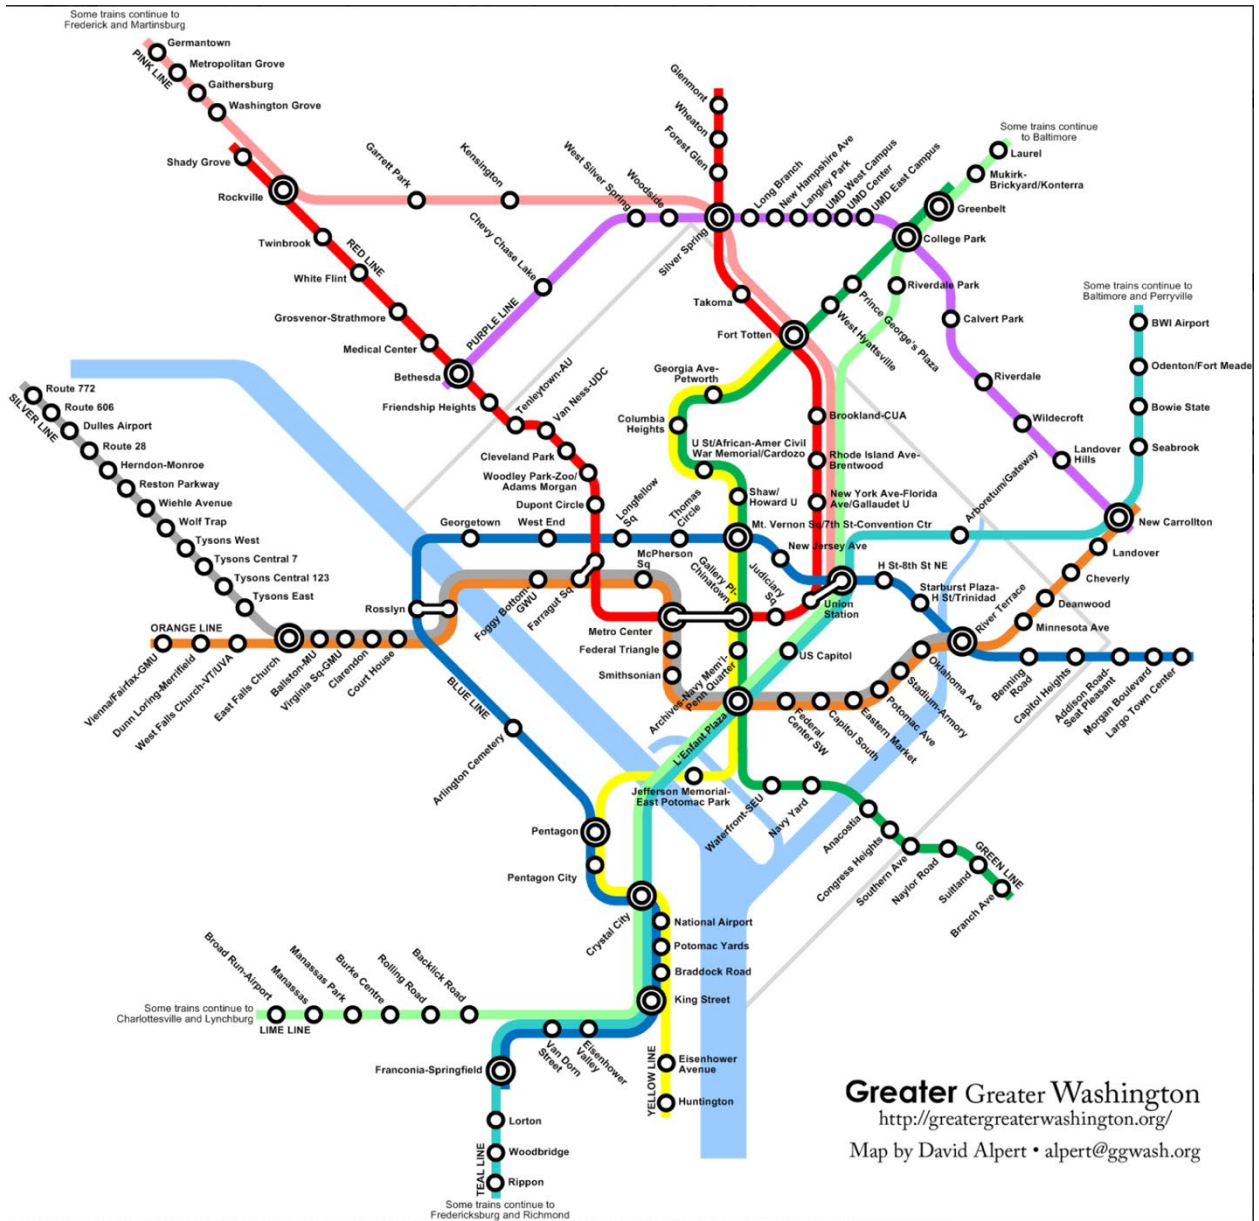 Some trains continue to
Frederick and Martinsburg
Germantown
Metropolitan Grove
PINK LINE
Gaithersburg
Washington Grove
Shady Grove
Rockville
Garrett Park
Kensington
West Silver Spring
Woodside
Glenmont
Wheaton
Forest Glen
Silver Spring
Long Branch
New Hampshire Ave
Langley Park
UMD West Campus
UMD Center
UMD East Campus
Some trains continue
to Baltimore
Laurel
Mukirk-
Brickyard/Konterra
Greenbelt
College Park
Twinbrook
RED LINE
White Flint
Grosvenor-Strathmore
Medical Center
Bethesda
PURPLE LINE
Chevy Chase Lake
Takoma
Fort Totten
Riverdale Park
Prince George's Plaza
West Hyattsville
Calvert Park
Riverdale
Wildecroft
Landover
Hills
Some trains continue to
Baltimore and Perryville
BWI Airport
Odenton/Fort Meade
Bowie State
Seabrook
New Carrollton
Route 772
SILVER LINE
Route 606
Dulles Airport
Route 28
Herndon-Monroe
Reston Parkway
Wiehle Avenue
Wolf Trap
Tysons West
Tysons Central 7
Tysons Central 123
Tysons East
Friendship Heights
Tenleytown-AU
Van Ness-UDC
Cleveland Park
Woodley Park-Zoo/
Adams Morgan
Dupont Circle
Georgia Ave-
Petworth
Columbia
Heights
U St/African-Amer Civil
War Memorial/Cardozo
Shaw/
Howard U
Brookland-CUA
Rhode Island Ave-
Brentwood
New York Ave-Florida
Ave/Gallaudet U
Arboretum/Gateway
Georgetown
West End
Longfellow
Sq
Thomas
Circle
Mt. Vernon Sq/7th St-Convention Ctr
New Jersey Ave
H St-8th St NE
Starburst Plaza-
H St/Trinidad
River Terrace
Landover
Cheverly
Deanwood
Minnesota Ave
Rosslyn
Foggy Bottom-
GWU
Farragut Sq
McPherson
Sq
Metro Center
Gallery Pl-
Chinatown
Judiciary
Sq
Union
Station
ORANGE LINE
Vienna/Fairfax-GMU
Dunn Loring-Merrifield
West Falls Church-VT/UVA
East Falls Church
Ballston-MU
Virginia Sq-GMU
Clarendon
Court House
BLUE LINE
Federal Triangle
Smithsonian
Archives-Navy Mem'l-
Penn Quarter
US Capitol
L'Enfant Plaza
Federal
Center SW
Capitol South
Eastern Market
Potomac Ave
Stadium-Armory
Oklahoma Ave
Benning
Road
Capitol Heights
Addison Road-
Seat Pleasant
Morgan Boulevard
Largo Town Center
Arlington Cemetery
Pentagon
Pentagon City
Jefferson Memorial-
East Potomac Park
Waterfront-SEU
Navy Yard
Anacostia
Congress Heights
Southern Ave
Naylor Road
Suitland
GREEN LINE
Branch Ave
Crystal City
National Airport
Potomac Yards
Braddock Road
King Street
Some trains continue to
Charlottesville and Lynchburg
Broad Run-Airport
LIME LINE
Manassas
Manassas Park
Burke Centre
Rolling Road
Backlick Road
Franconia-Springfield
Van Dorn
Street
Eisenhower
Valley
YELLOW LINE
Eisenhower
Avenue
Huntington
Lorton
TEAL LINE
Woodbridge
Rippon
Some trains continue to
Fredericksburg and Richmond
Greater Greater Washington
http://greatergreaterwashington.org/
Map by David Alpert • alpert@ggwash.org